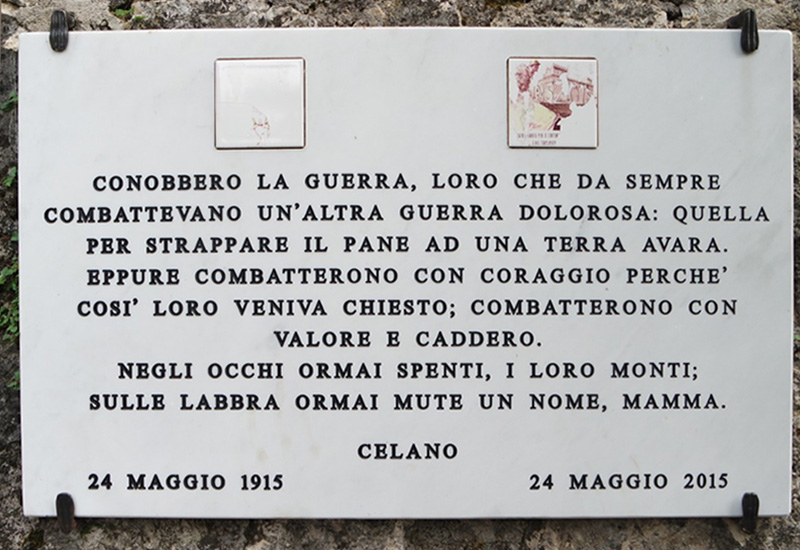 CONOBBERO LA GUERRA, LORO CHE DA SEMPRE
COMBATTEVANO UN'ALTRA GUERRA DOLOROSA: QUELLA
PER STRAPPARE IL PANE AD UNA TERRA AVARA.
EPPURE COMBATTERONO CON CORAGGIO PERCHE'
COSI' LORO VENIVA CHIESTO; COMBATTERONO CON
VALORE E CADDERO.
NEGLI OCCHI ORMAI SPENTI, I LORO MONTI;
SULLE LABBRA ORMAI MUTE UN NOME, MAMMA.
CELANO
24 MAGGIO 1915 24 MAGGIO 2015